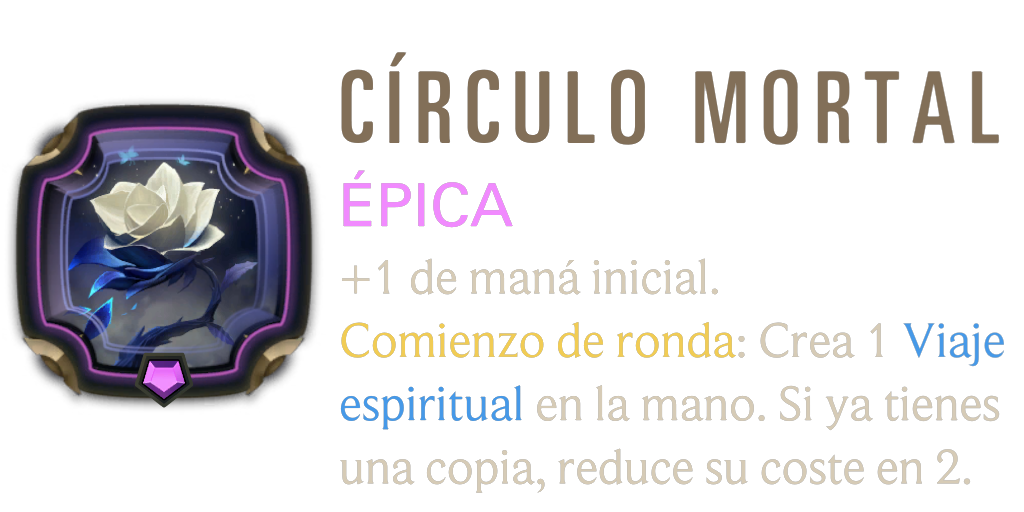 CÍRCULO MORTAL
ÉPICA
+1 de maná inicial.
Comienzo de ronda: Crea 1 Viaje
espiritual en la mano. Si ya tienes
una copia, reduce su coste en 2.